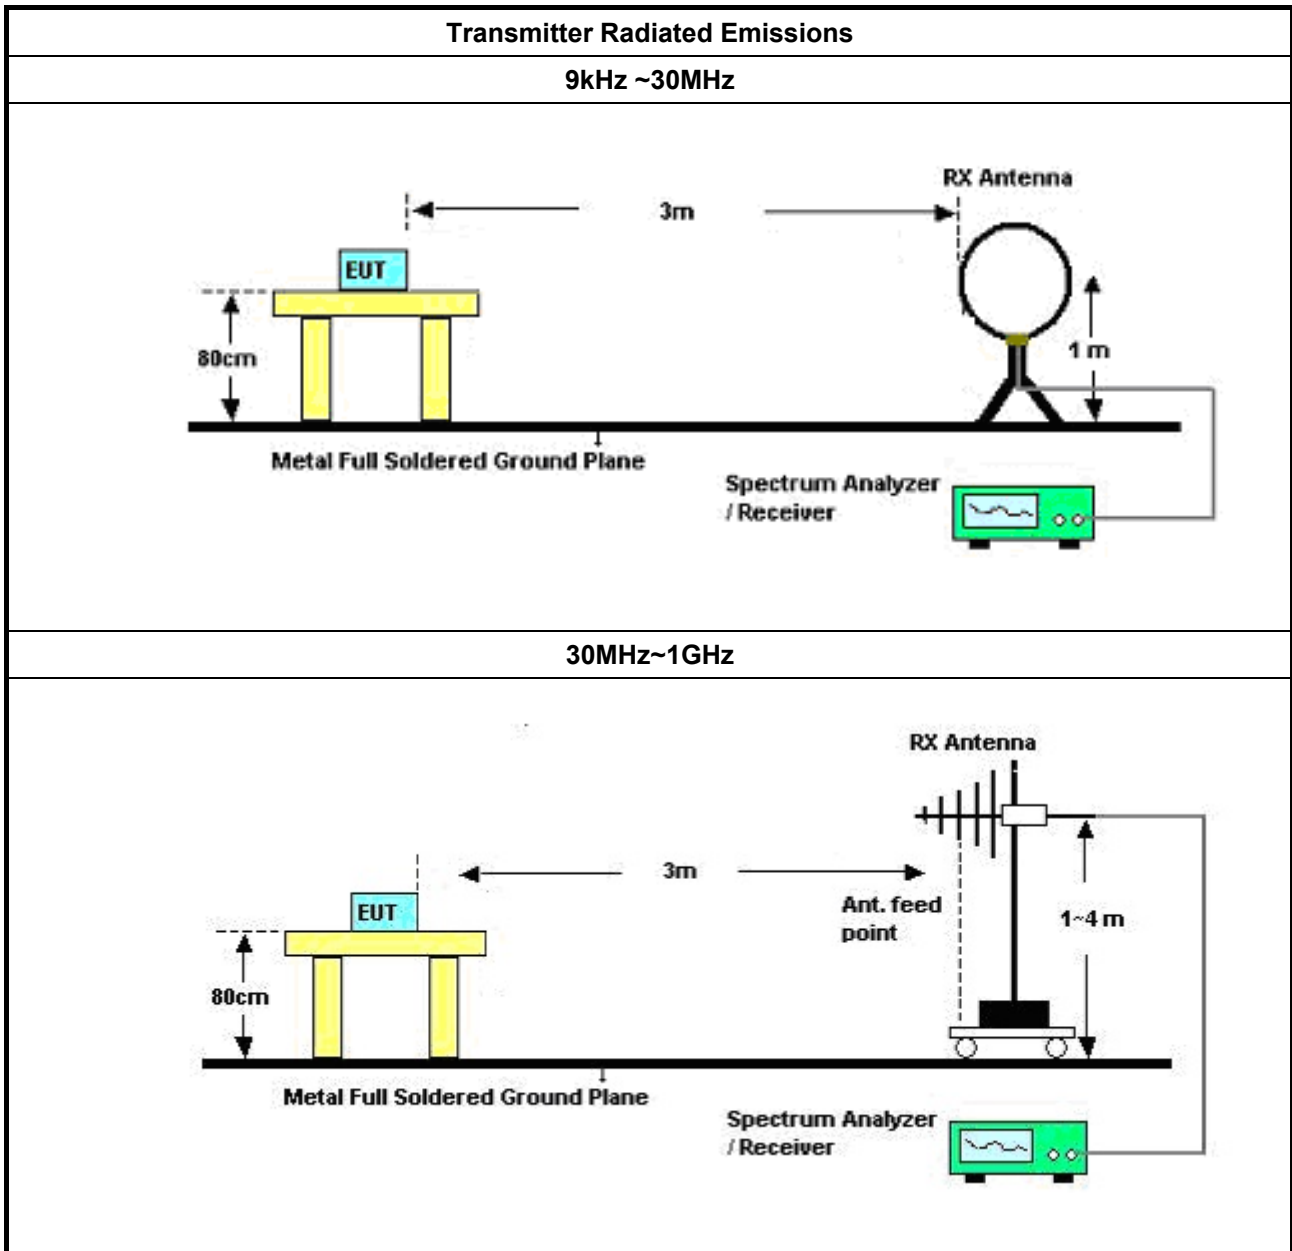 Transmitter Radiated Emissions
9kHz ~30MHz
RX Antenna
3m
EUT
80cm
1 m
Metal Full Soldered Ground Plane
Spectrum Analyzer
/ Receiver
30MHz~1GHz
RX Antenna
3m
EUT
Ant. feed
point
1~4 m
80cm
Metal Full Soldered Ground Plane
Spectrum Analyzer
/ Receiver